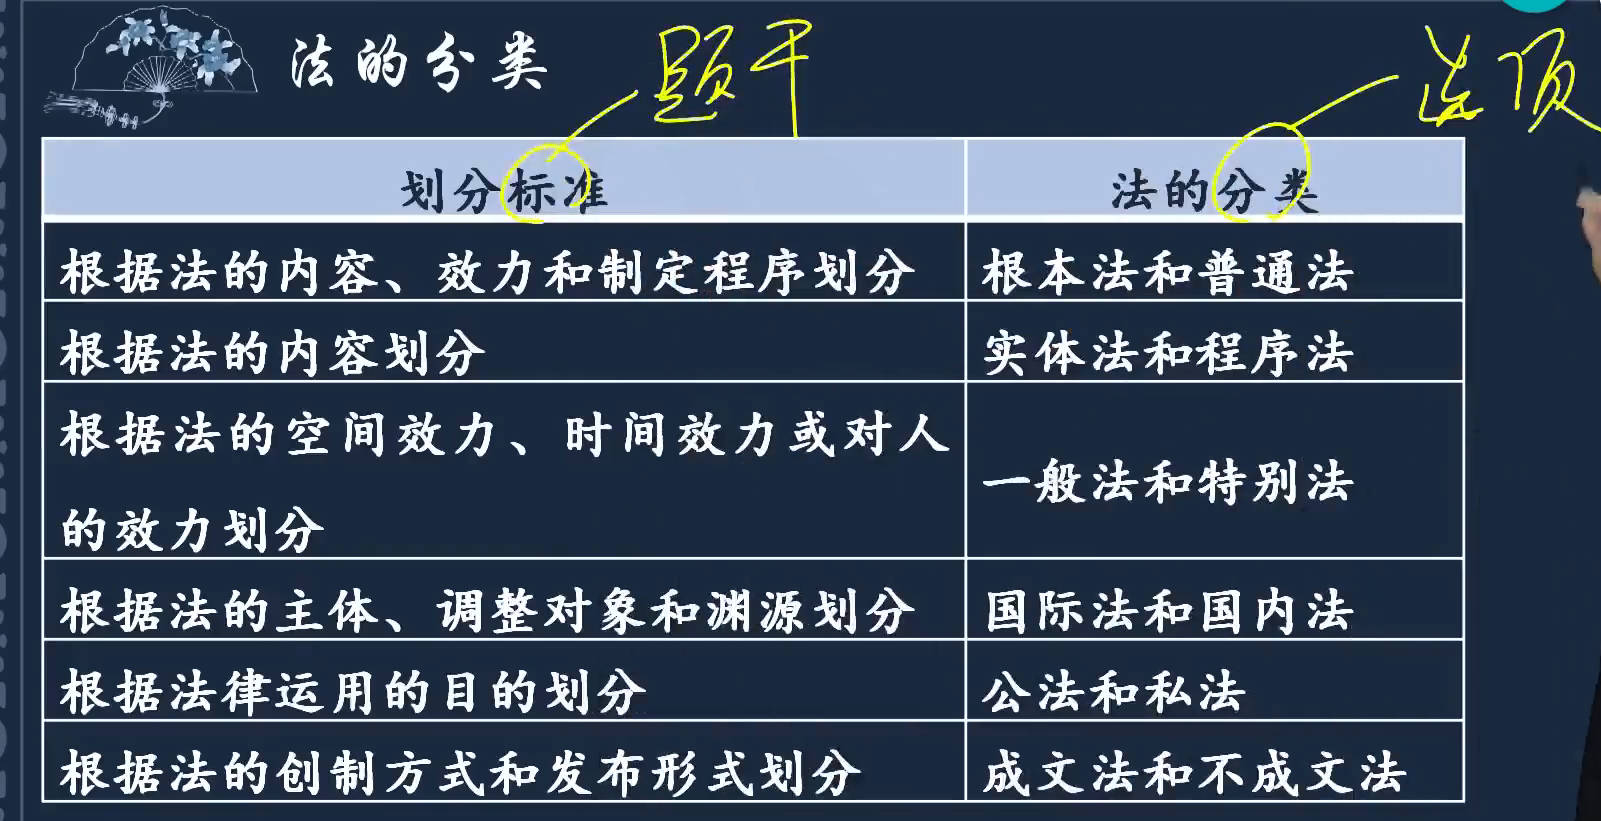 法的分类
题干
选项
划分标准
法的分类
根据法的内容、效力和制定程序划分
根本法和普通法
根据法的内容划分
实体法和程序法
根据法的空间效力、时间效力或对人
的效力划分
一般法和特别法
根据法的主体、调整对象和渊源划分
国际法和国内法
根据法律运用的目的划分
公法和私法
根据法的创制方式和发布形式划分
成文法和不成文法